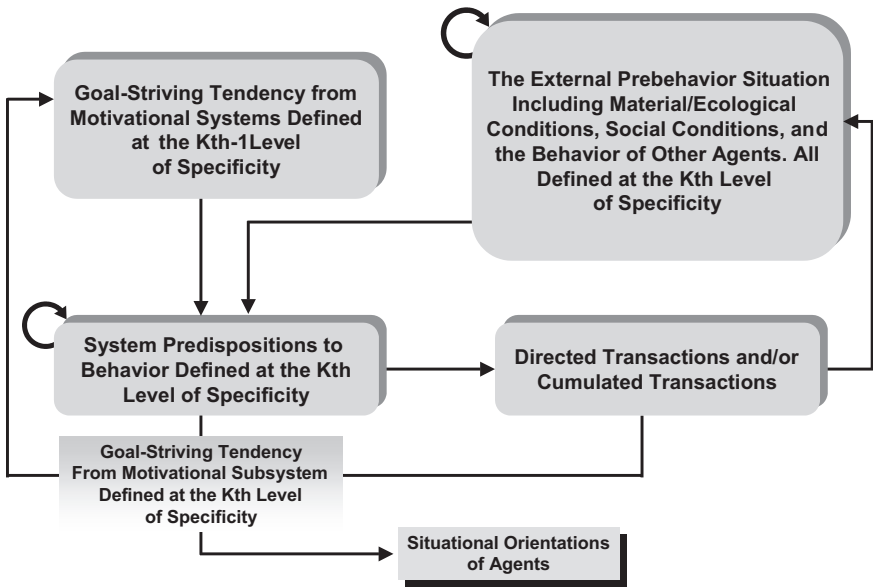 Goal-Striving Tendency from
Motivational Systems Defined
at the Kth-1Level
of Specificity
The External Prebehavior Situation
Including Material/Ecological
Conditions, Social Conditions, and
the Behavior of Other Agents. All
Defined at the Kth Level
of Specificity
System Predispositions to
Behavior Defined at the Kth
Level of Specificity
Directed Transactions and/or
Cumulated Transactions
Goal-Striving Tendency
From Motivational Subsystem
Defined at the Kth Level
of Specificity
Situational Orientations
of Agents